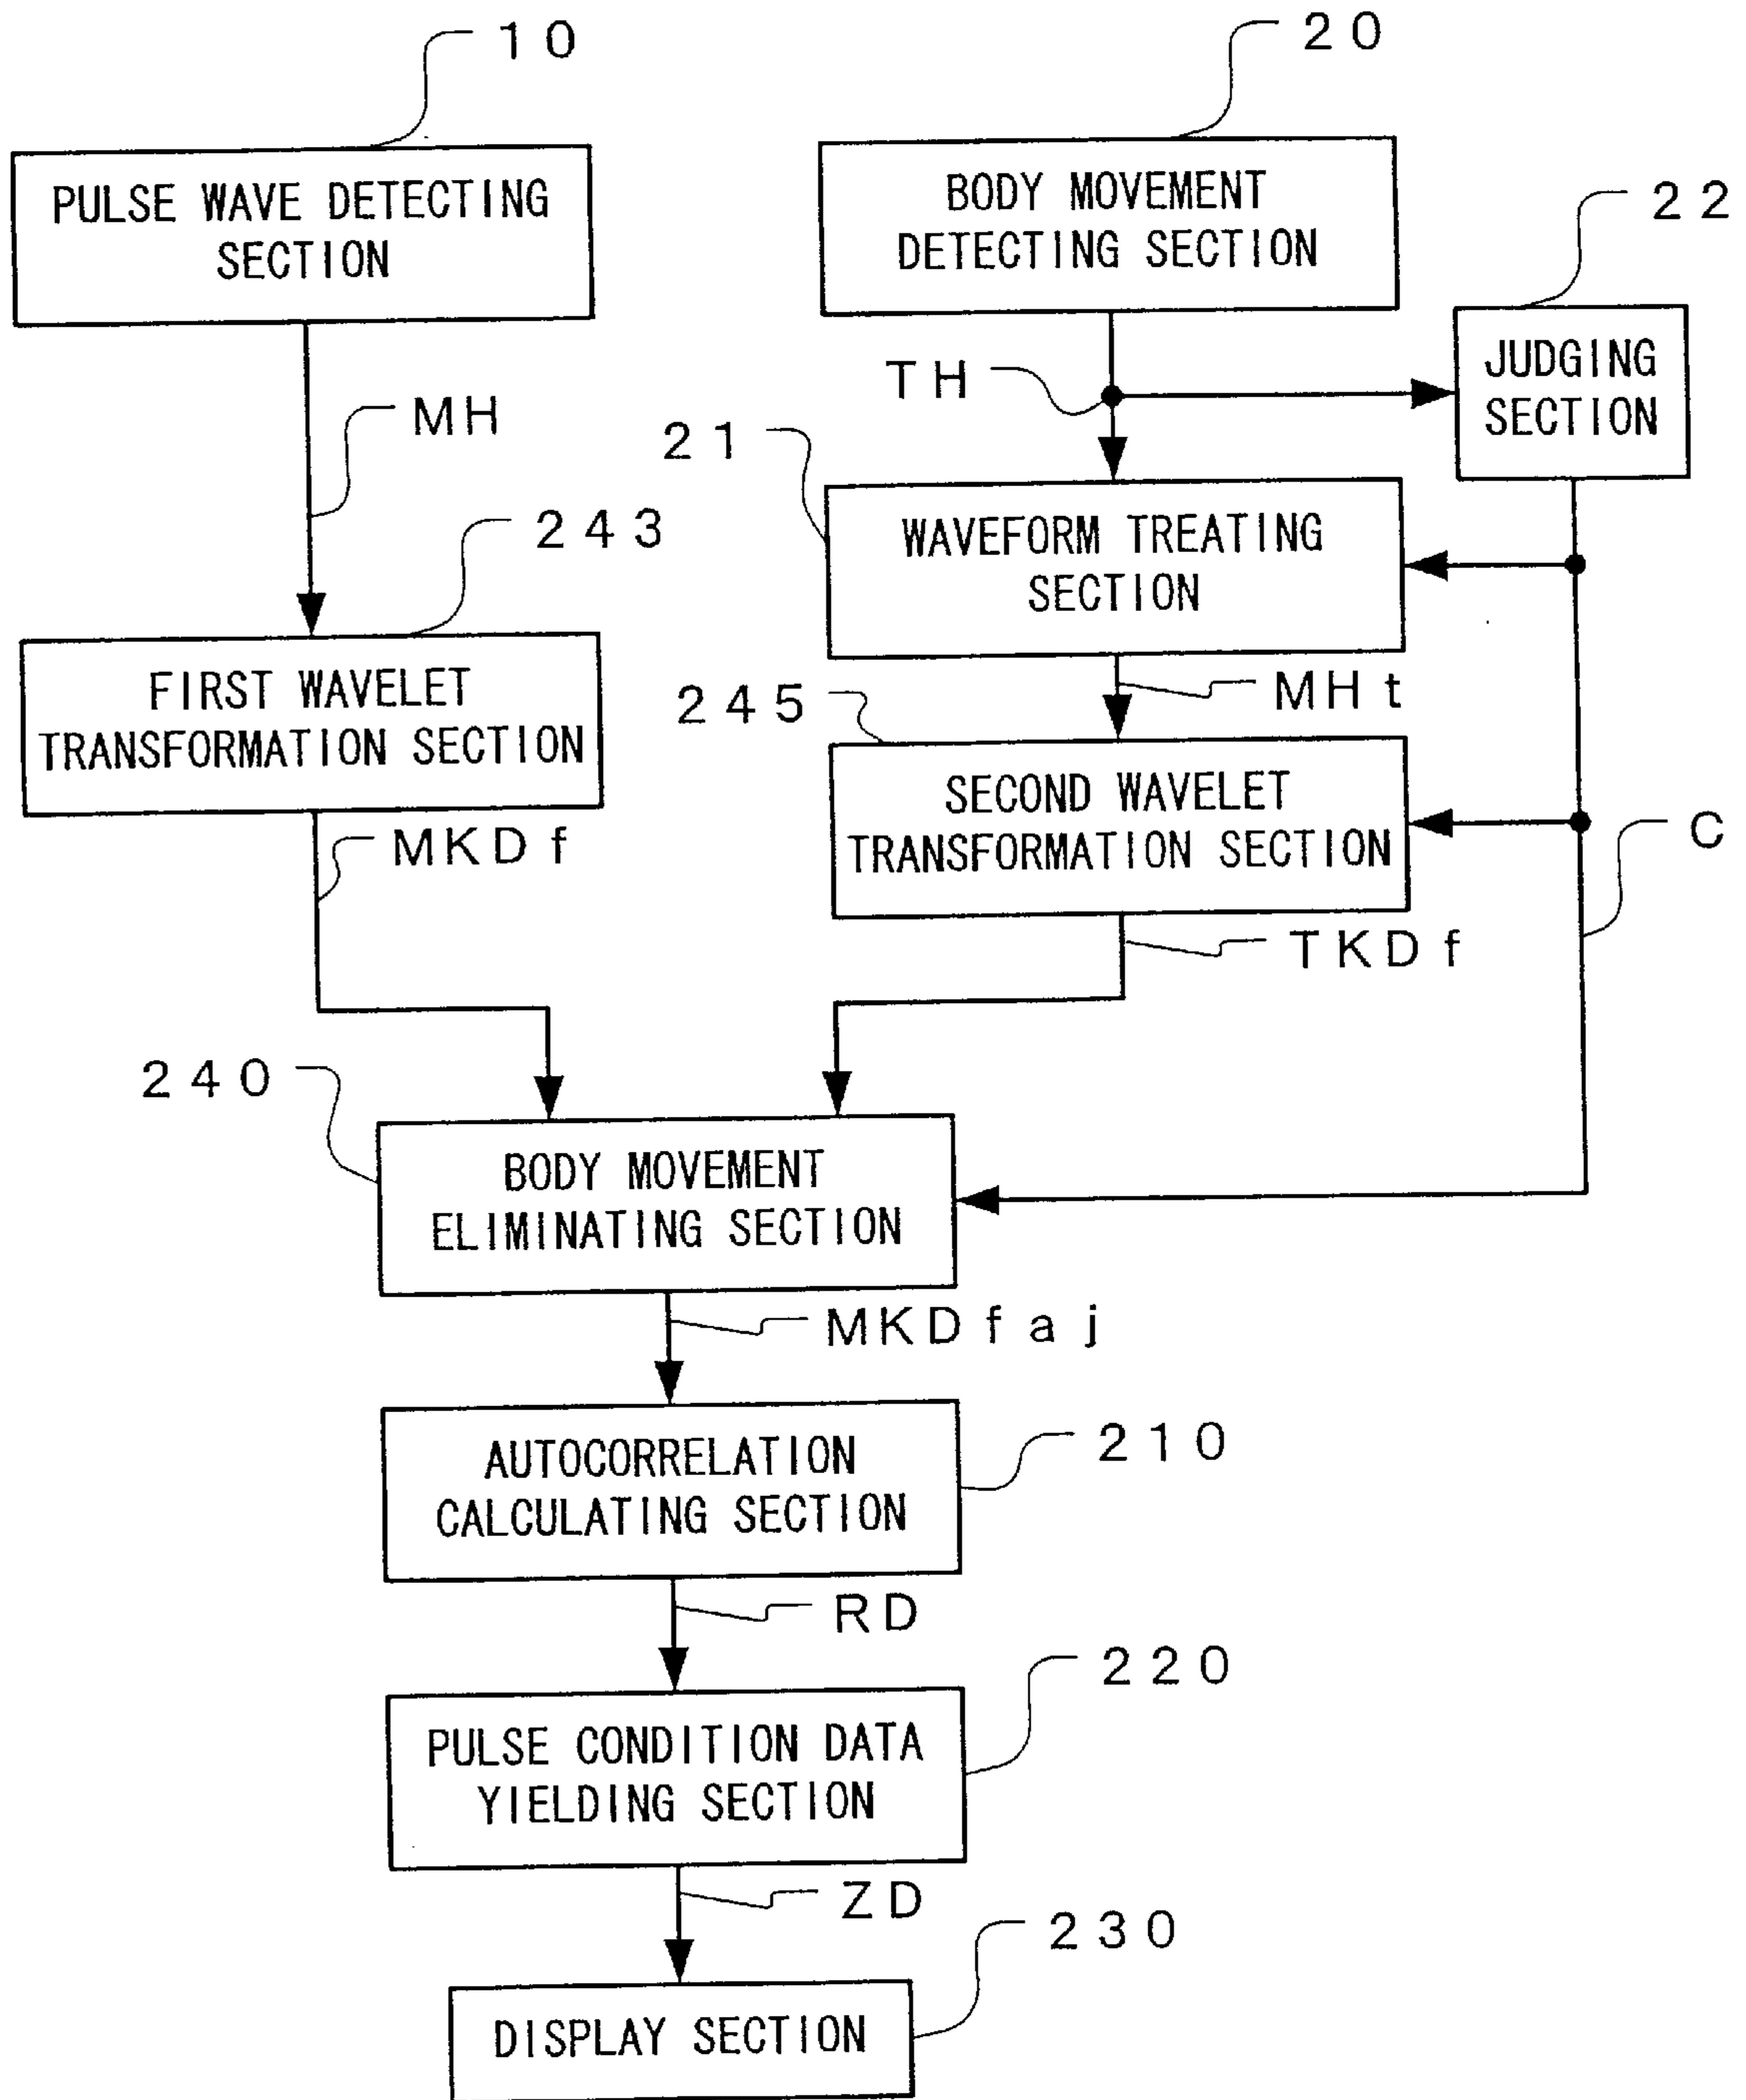 10
20
PULSE WAVE DETECTING
SECTION
BODY MOVEMENT
DETECTING SECTION
22
JUDGING
SECTION
TH
MH
21
243
WAVEFORM TREATING
SECTION
FIRST WAVELET
TRANSFORMATION SECTION
MHt
245
SECOND WAVELET
TRANSFORMATION SECTION
C
MKDf
TKDf
240
BODY MOVEMENT
ELIMINATING SECTION
MKDfaj
210
AUTOCORRELATION
CALCULATING SECTION
RD
220
PULSE CONDITION DATA
YIELDING SECTION
ZD
230
DISPLAY SECTION